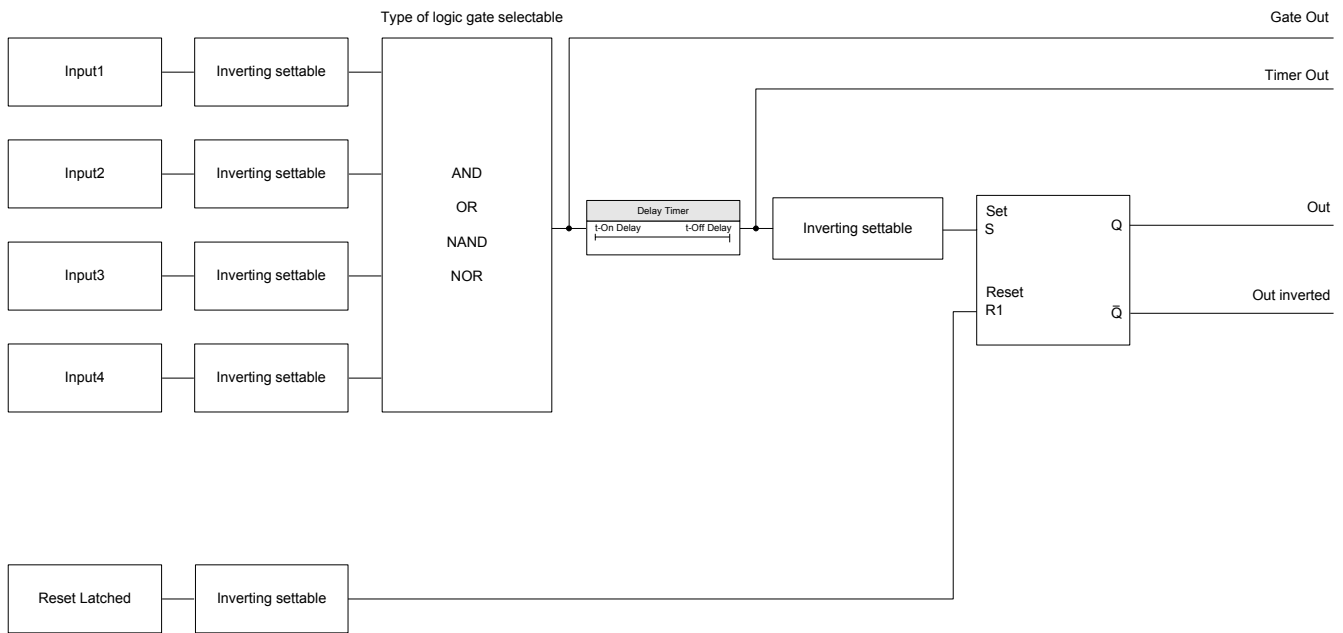 Type of logic gate selectable
Gate Out
Input1
Inverting settable
Timer Out
Input2
Inverting settable
AND
OR
NAND
NOR
Delay Timer
t-On Delay
t-Off Delay
Inverting settable
Set
S
Q
Out
Input3
Inverting settable
Reset
R1
Q̅
Out inverted
Input4
Inverting settable
Reset Latched
Inverting settable